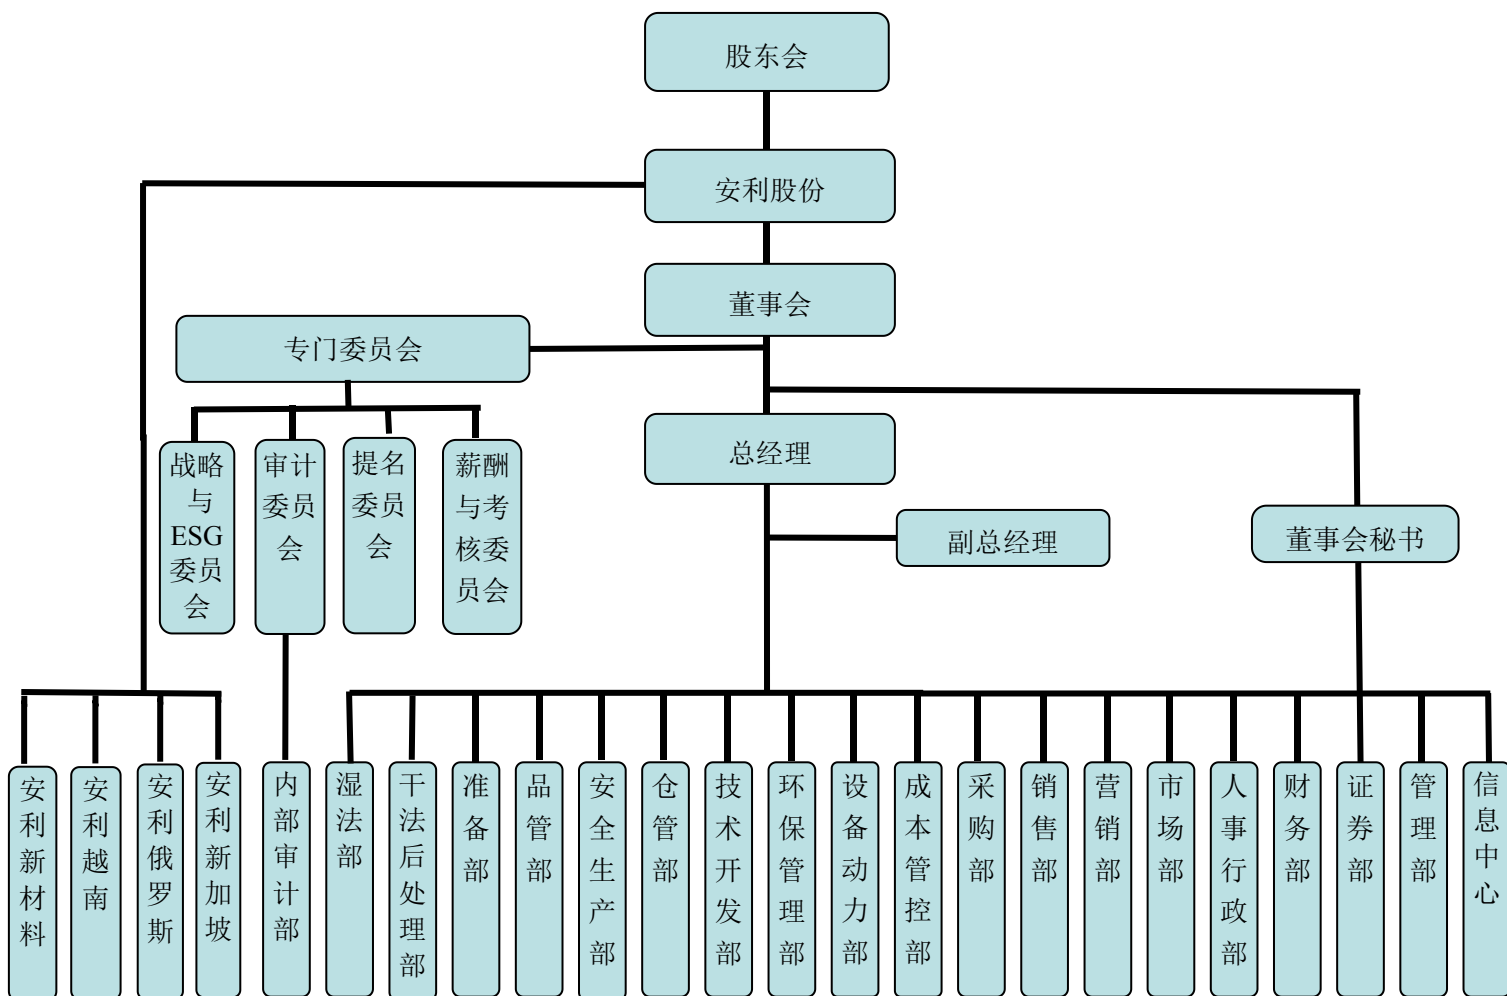 股东会
安利股份
董事会
专门委员会
总经理
战略
与
ESG
委员
会
审计
委员
会
提名
委员
会
薪酬
与考
核委
员会
副总经理
董事会秘书
安利新材料
安利越南
安利俄罗斯
安利新加坡
内部审计部
湿法部
干法后处理部
准备部
品管部
安全生产部
仓管部
技术开发部
环保管理部
设备动力部
成本管控部
采购部
销售部
营销部
市场部
人事行政部
财务部
证券部
管理部
信息中心